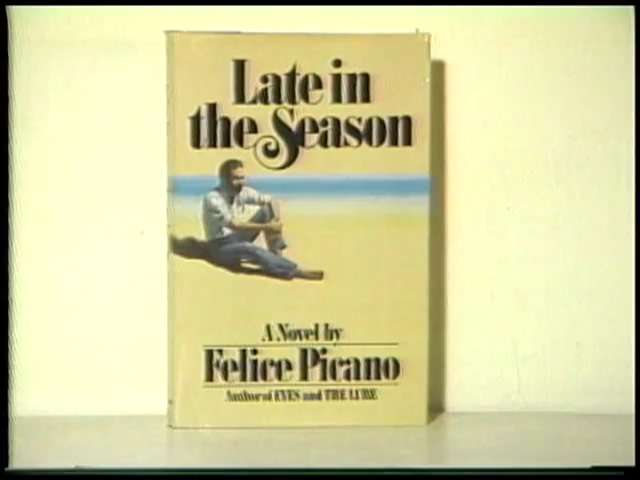 Late in
the Season
A Novel by
Felice Picano
Author of EYES and THE LURE